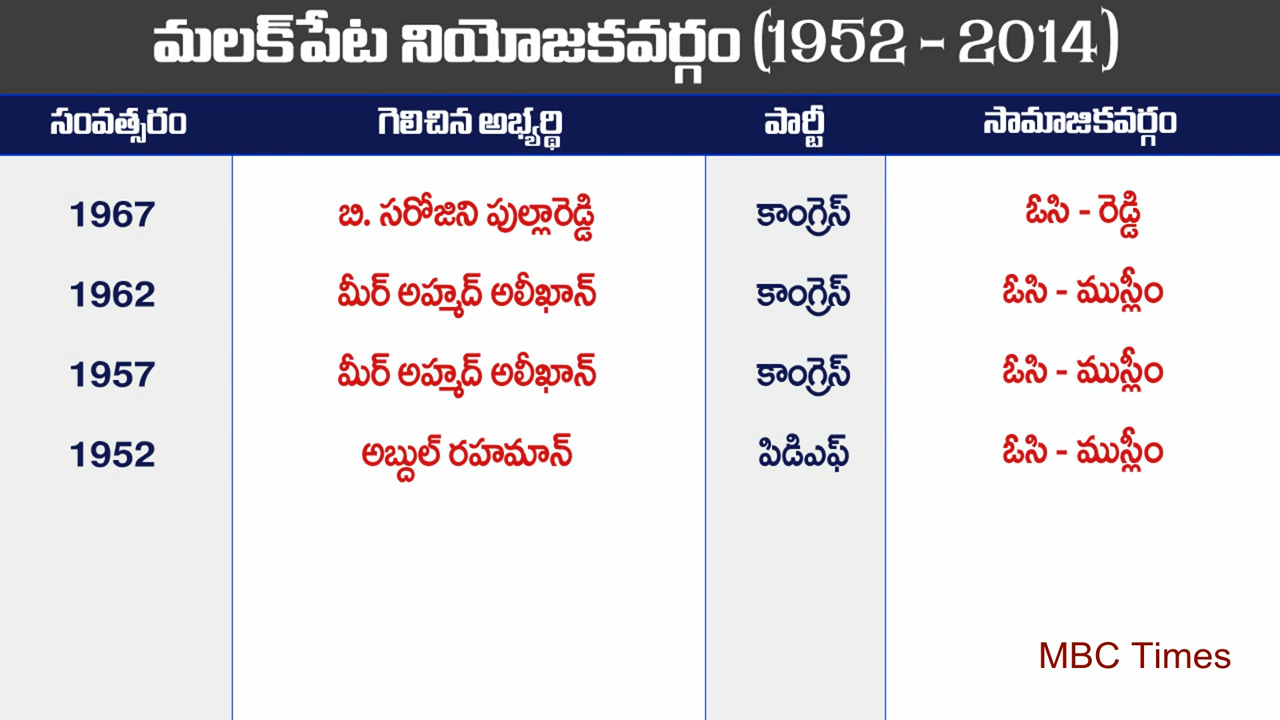 మలక్‌పేట నియోజకవర్గం (1952 - 2014)
సంవత్సరం గెలిచిన అభ్యర్థి పార్టీ సామాజికవర్గం
1967 బి. సరోజిని పుల్లారెడ్డి కాంగ్రెస్ ఓసి - రెడ్డి
1962 మీర్ అహ్మద్ అలీఖాన్ కాంగ్రెస్ ఓసి - ముస్లీం
1957 మీర్ అహ్మద్ అలీఖాన్ కాంగ్రెస్ ఓసి - ముస్లీం
1952 అబ్దుల్ రహమాన్ పిడిఎఫ్ ఓసి - ముస్లీం
MBC Times